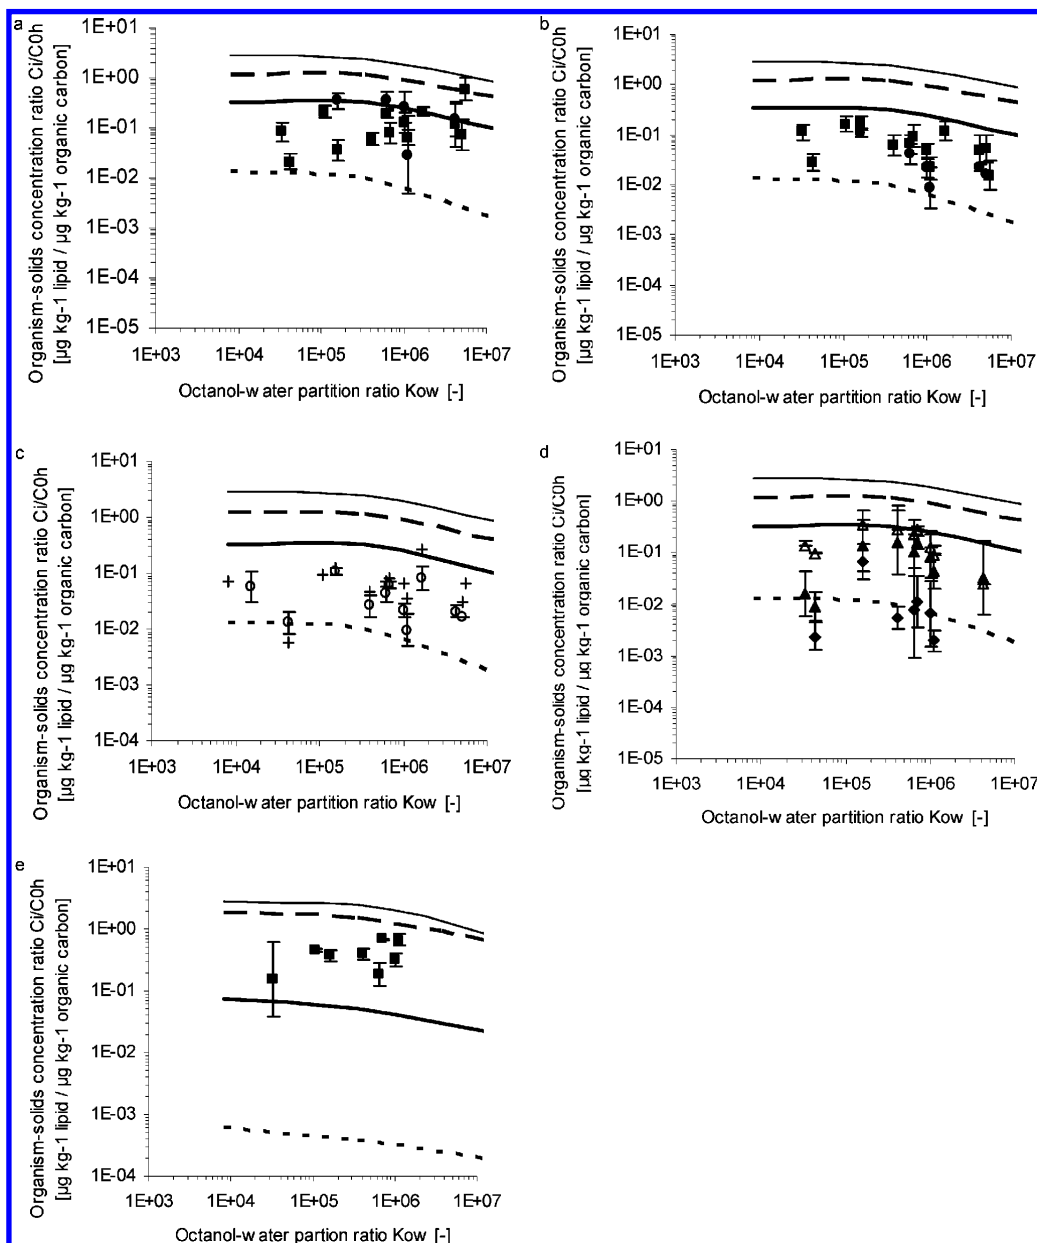 a
Organism-solids concentration ratio Ci/C0h
[µg kg-1 lipid / µg kg-1 organic carbon]
1E+01
1E+00
1E-01
1E-02
1E-03
1E-04
1E-05
1E+03 1E+04 1E+05 1E+06 1E+07
Octanol-water partition ratio Kow [-]
b
Organism-solids concentration ratio Ci/C0h
[µg kg-1 lipid / µg kg-1 organic carbon]
1E+01
1E+00
1E-01
1E-02
1E-03
1E-04
1E-05
1E+03 1E+04 1E+05 1E+06 1E+07
Octanol-water partition ratio Kow [-]
c
Organism-solids concentration ratio Ci/C0h
[µg kg-1 lipid / µg kg-1 organic carbon]
1E+01
1E+00
1E-01
1E-02
1E-03
1E-04
1E+03 1E+04 1E+05 1E+06 1E+07
Octanol-water partition ratio Kow [-]
d
Organism-solids concentration ratio Ci/C0h
[µg kg-1 lipid / µg kg-1 organic carbon]
1E+01
1E+00
1E-01
1E-02
1E-03
1E-04
1E-05
1E+03 1E+04 1E+05 1E+06 1E+07
Octanol-water partition ratio Kow [-]
e
Organism-solids concentration ratio Ci/C0h
[µg kg-1 lipid / µg kg-1 organic carbon]
1E+01
1E+00
1E-01
1E-02
1E-03
1E-04
1E+03 1E+04 1E+05 1E+06 1E+07
Octanol-water partition ratio Kow [-]